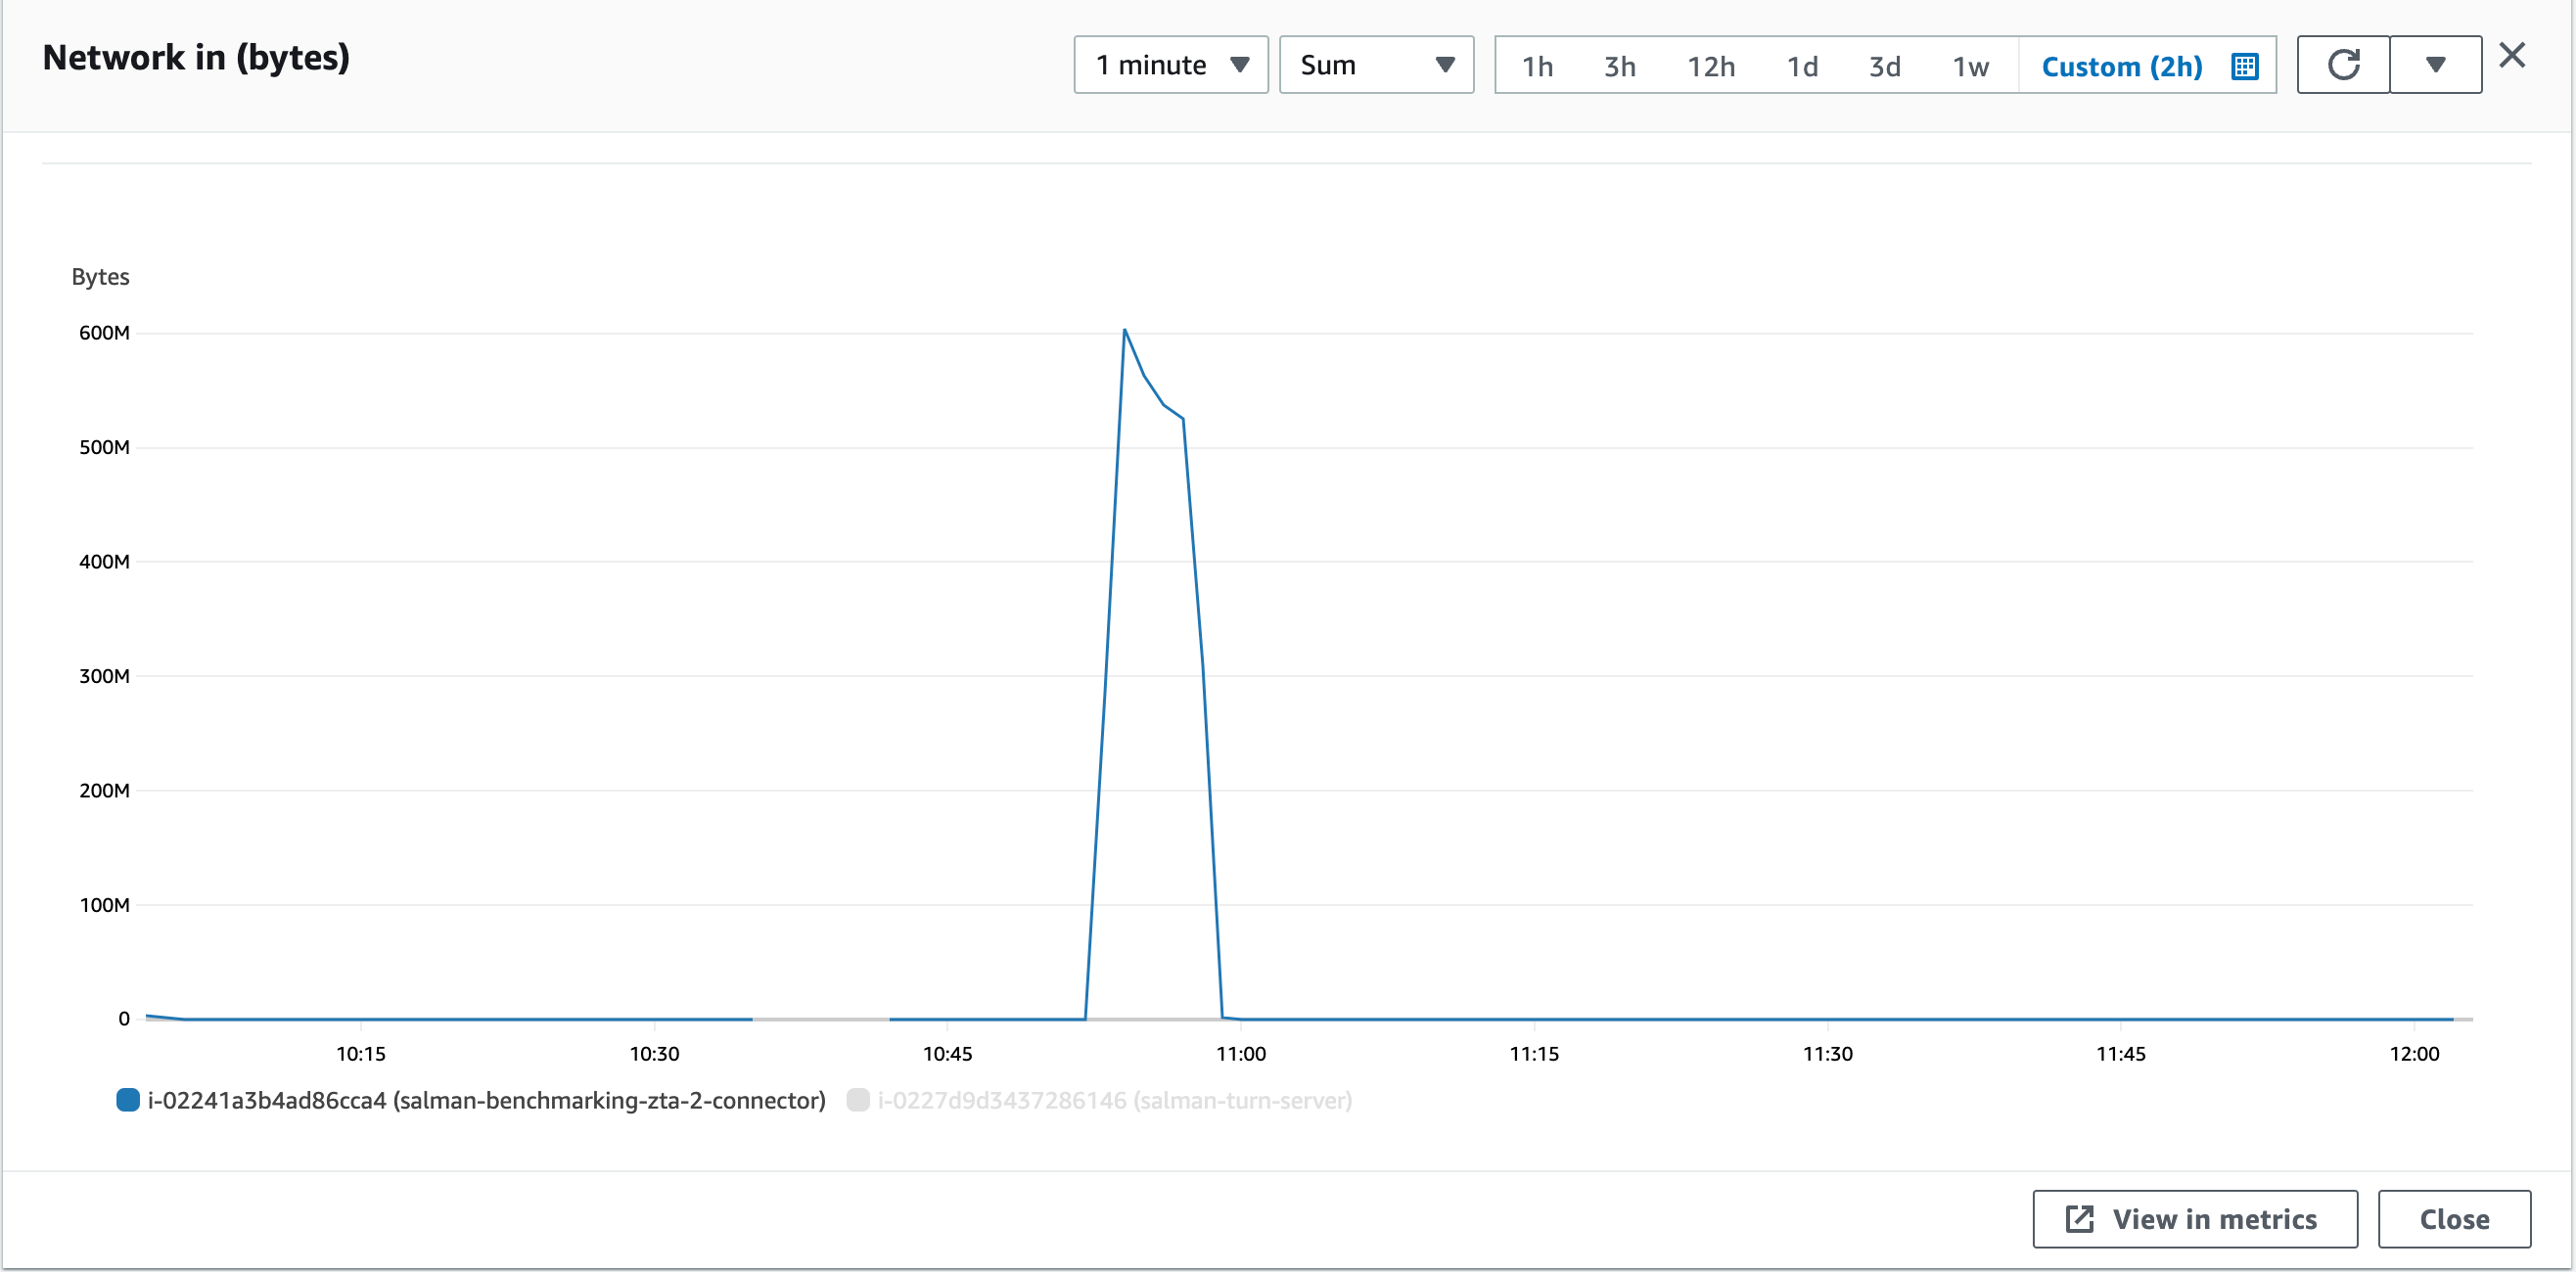 Network in (bytes)
1 minute
Sum
1h 3h 12h 1d 3d 1w Custom (2h)
Bytes
600M
500M
400M
300M
200M
100M
0
10:15 10:30 10:45 11:00 11:15 11:30 11:45 12:00
i-02241a3b4ad86cca4 (salman-benchmarking-zta-2-connector) i-0227d9d3437286146 (salman-turn-server)
View in metrics Close